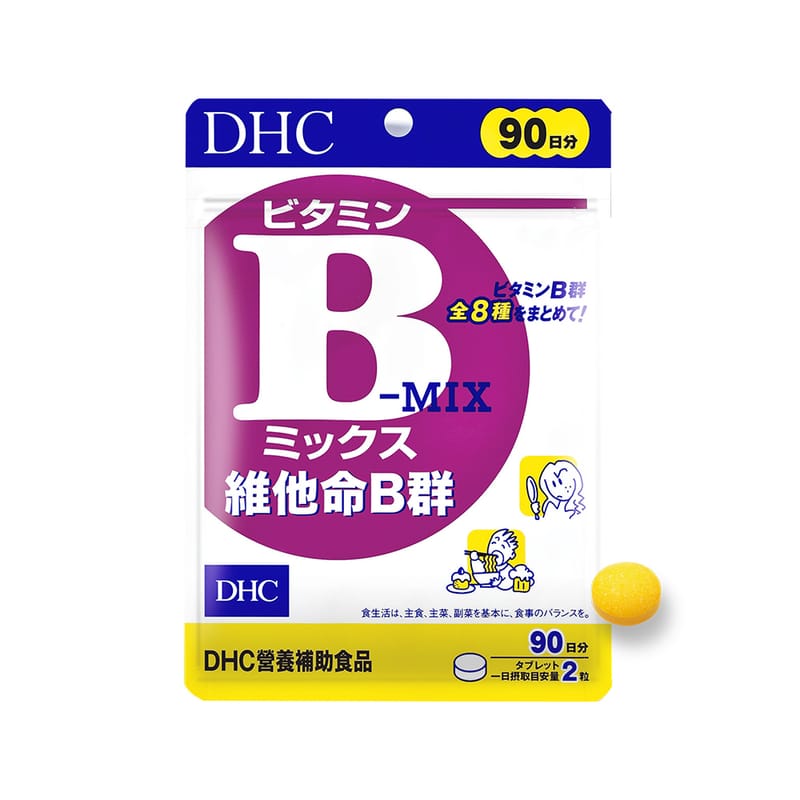 DHC
90日分
ビタミン
B
-MIX
ミックス
維他命B群
ビタミンB群
全8種をまとめて!
DHC
食生活は、主食、主菜、副菜を基本に、食事のバランスを。
DHC營養補助食品
90日分
タブレット
一日摂取目安量2粒